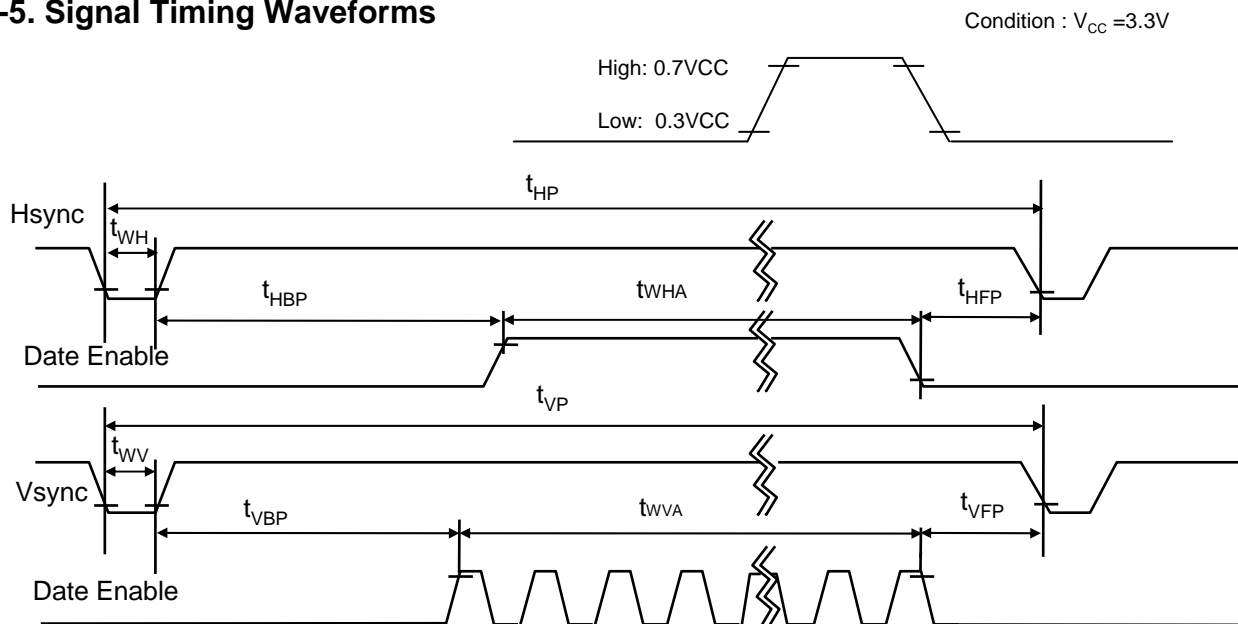 -5. Signal Timing Waveforms
Condition : VCC =3.3V
High: 0.7VCC
Low: 0.3VCC
tHP
Hsync
tWH
tHBP
tWHA
tHFP
Date Enable
tVP
tWV
Vsync
tVBP
tWVA
tVFP
Date Enable